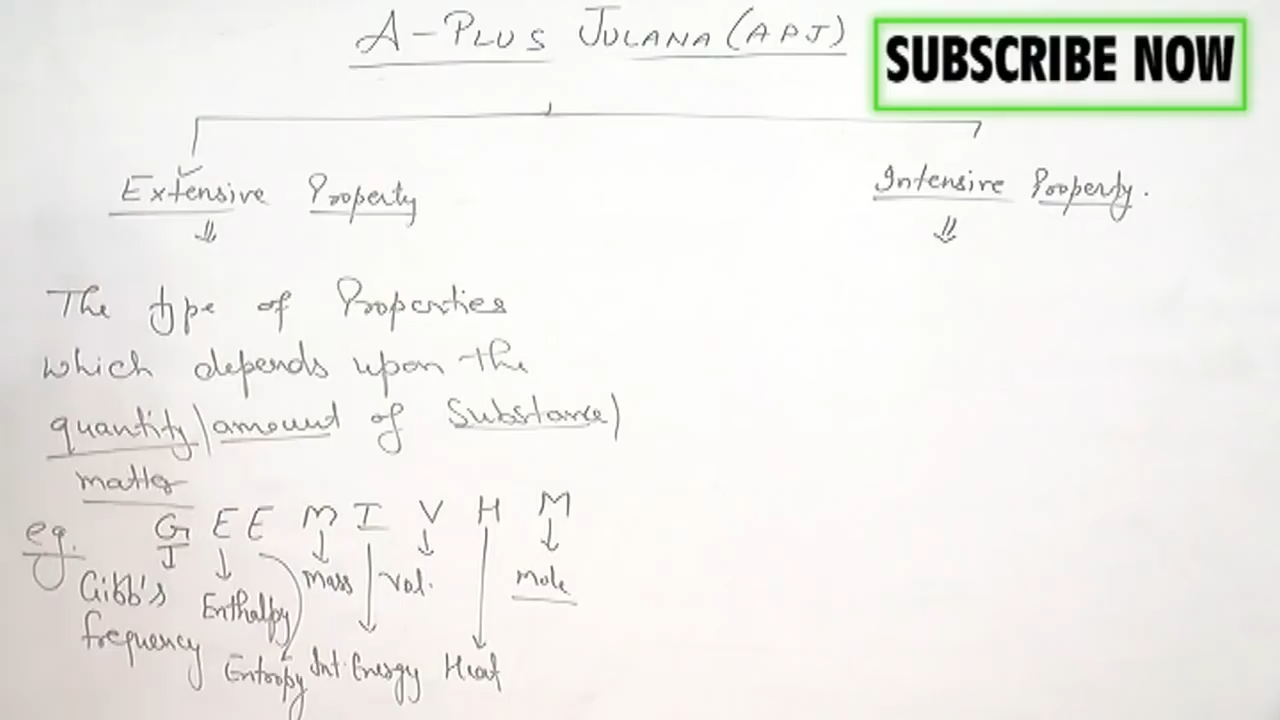 A-PLUS JULANA (APJ)
SUBSCRIBE NOW
Extensive Property
Intensive Property.
The type of Properties
which depends upon the
quantity/amount of Substance/
matter
eg. G E E M I V H M
Gibb's frequency
Enthalpy
Entropy
Mass
Int. Energy
Vol.
Heat
Mole